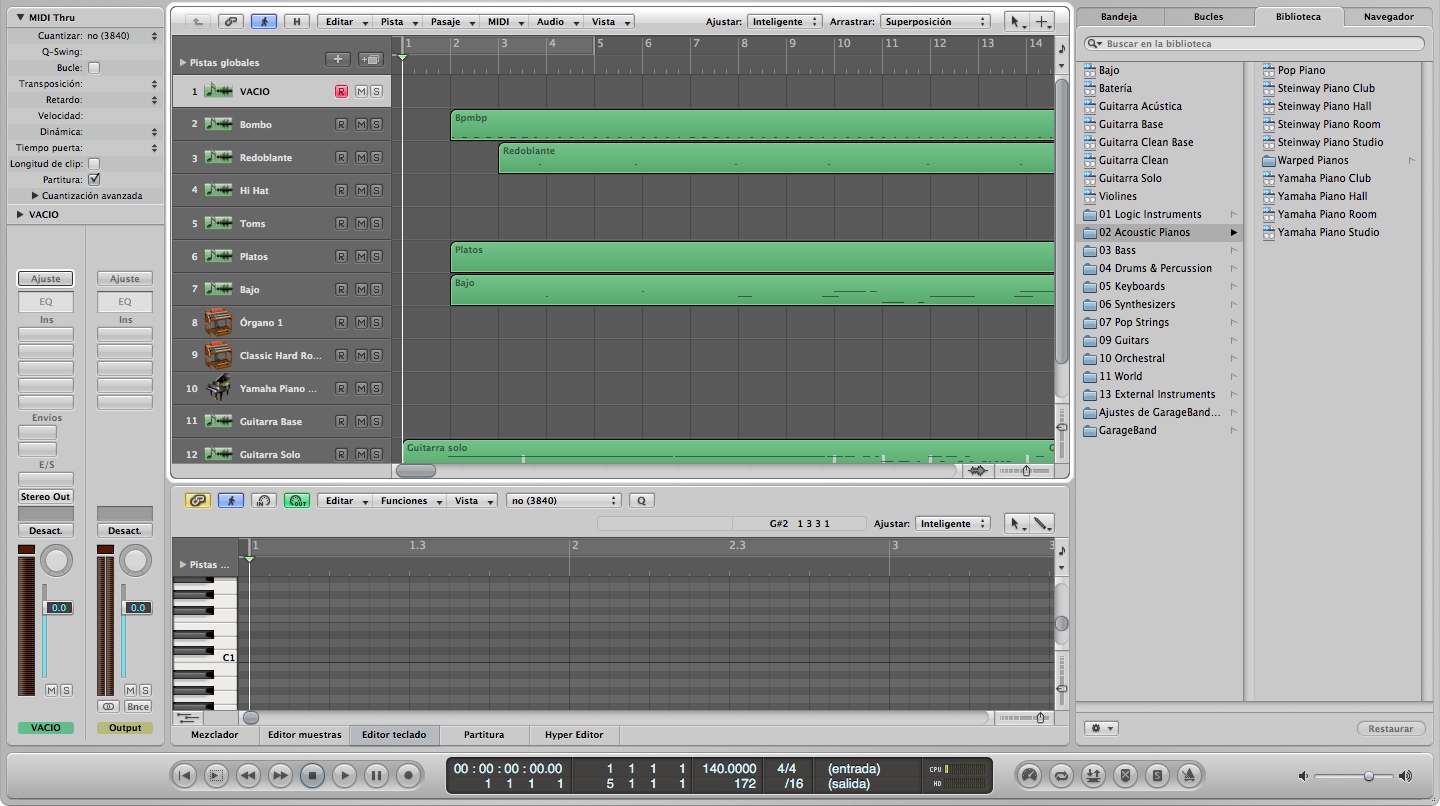 MIDI Thru
Cuantizar: no (3840)
Q-Swing:
Bucle:
Transposición:
Retardo:
Velocidad:
Dinámica:
Tiempo puerta:
Longitud de clip:
Partitura:
Cuantización avanzada
VACIO
Ajuste Ajuste
EQ EQ
Ins Ins
Envíos
E/S
Stereo Out
Desact. Desact.
0.0 0.0
M S M S
Bnce
VACIO Output
H Editar Pista Pasaje MIDI Audio Vista Ajustar: Inteligente Arrastrar: Superposición
1 2 3 4 5 6 7 8 9 10 11 12 13 14
Pistas globales
1 VACIO R M S
2 Bombo R M S
Bpmbp
3 Redoblante R M S
Redoblante
4 Hi Hat R M S
5 Toms R M S
6 Platos R M S
Platos
7 Bajo R M S
Bajo
8 Órgano 1 R M S
9 Classic Hard Ro... R M S
10 Yamaha Piano ... R M S
11 Guitarra Base R M S
12 Guitarra Solo R M S
Guitarra solo
IN OUT Editar Funciones Vista no (3840) Q
G#2 1 3 3 1 Ajustar: Inteligente
1 1.3 2 2.3 3 3
Pistas ...
C1
Mezclador Editor muestras Editor teclado Partitura Hyper Editor
Bandeja Bucles Biblioteca Navegador
Buscar en la biblioteca
Bajo
Batería
Guitarra Acústica
Guitarra Base
Guitarra Clean Base
Guitarra Clean
Guitarra Solo
Violines
01 Logic Instruments
02 Acoustic Pianos
03 Bass
04 Drums & Percussion
05 Keyboards
06 Synthesizers
07 Pop Strings
09 Guitars
10 Orchestral
11 World
13 External Instruments
Ajustes de GarageBand...
GarageBand
Pop Piano
Steinway Piano Club
Steinway Piano Hall
Steinway Piano Room
Steinway Piano Studio
Warped Pianos
Yamaha Piano Club
Yamaha Piano Hall
Yamaha Piano Room
Yamaha Piano Studio
Restaurar
00 : 00 : 00 : 00.00 1 1 1 1 140.0000 4/4 (entrada) CPU
1 1 1 1 5 1 1 1 172 /16 (salida) HD
S